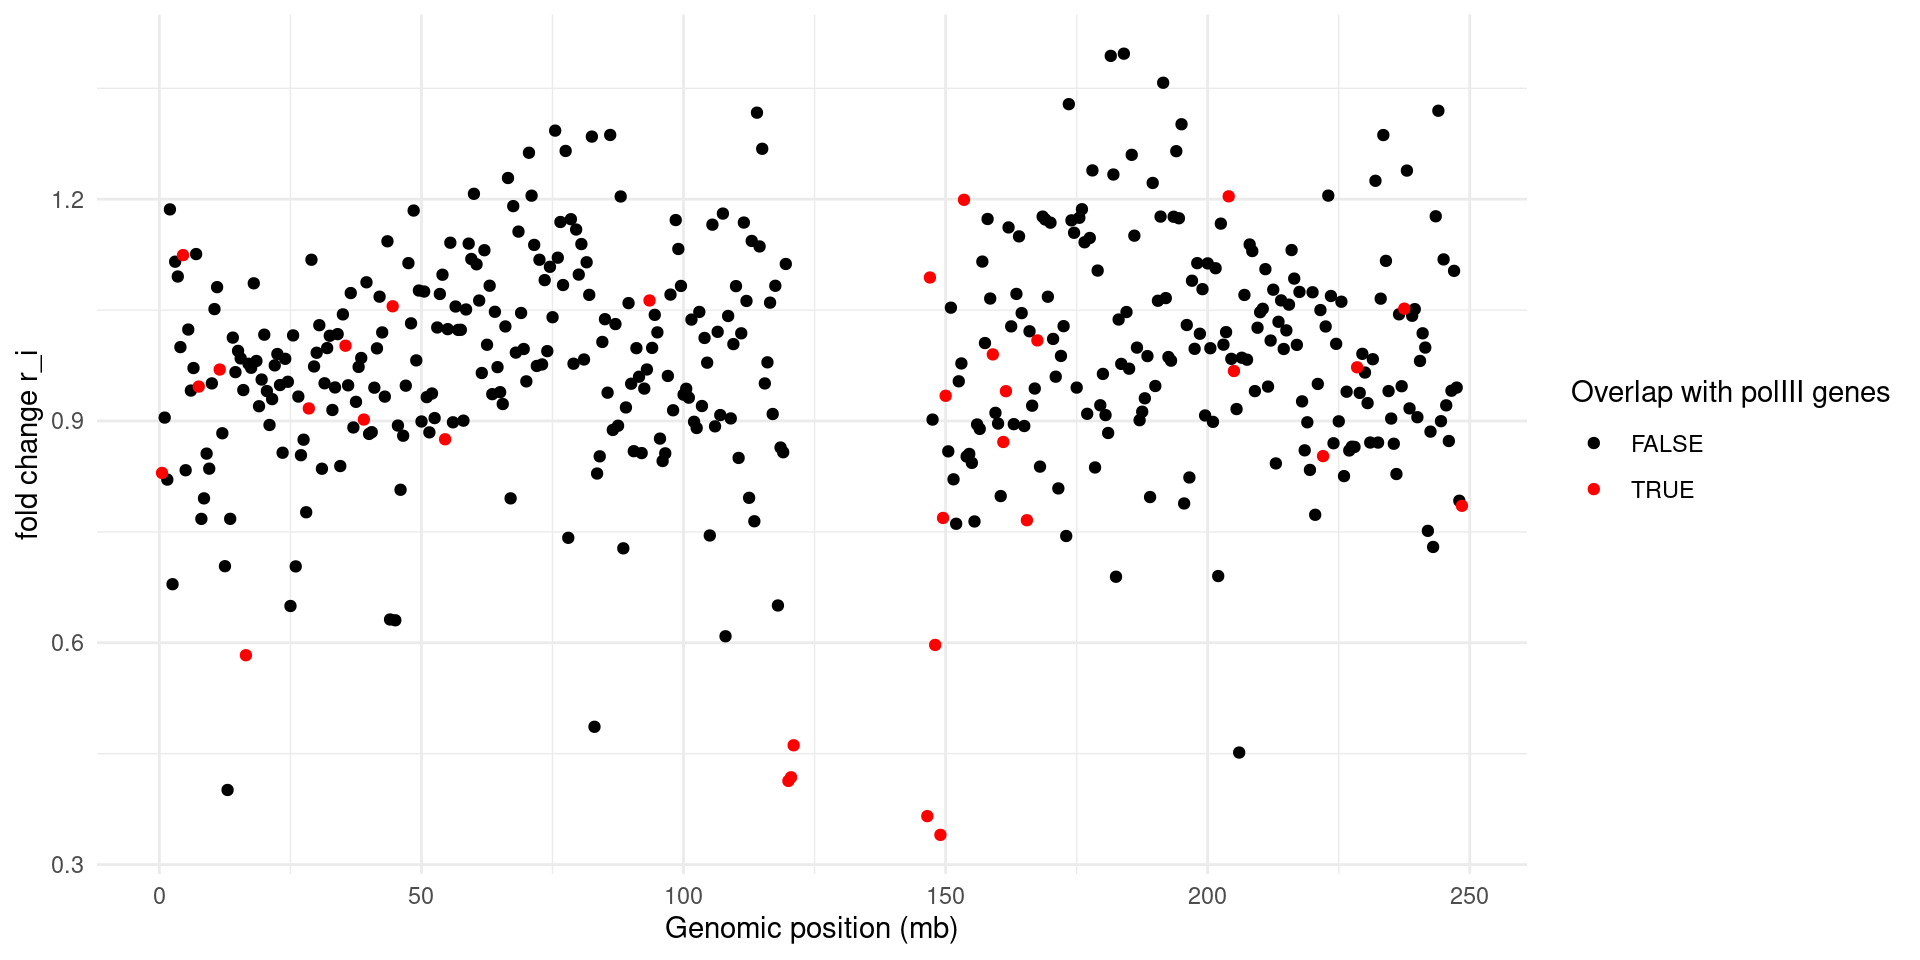 1.2
0.9
0.6
0.3
fold change r_i
0 50 100 150 200 250
Genomic position (mb)
Overlap with polIII genes
FALSE
TRUE